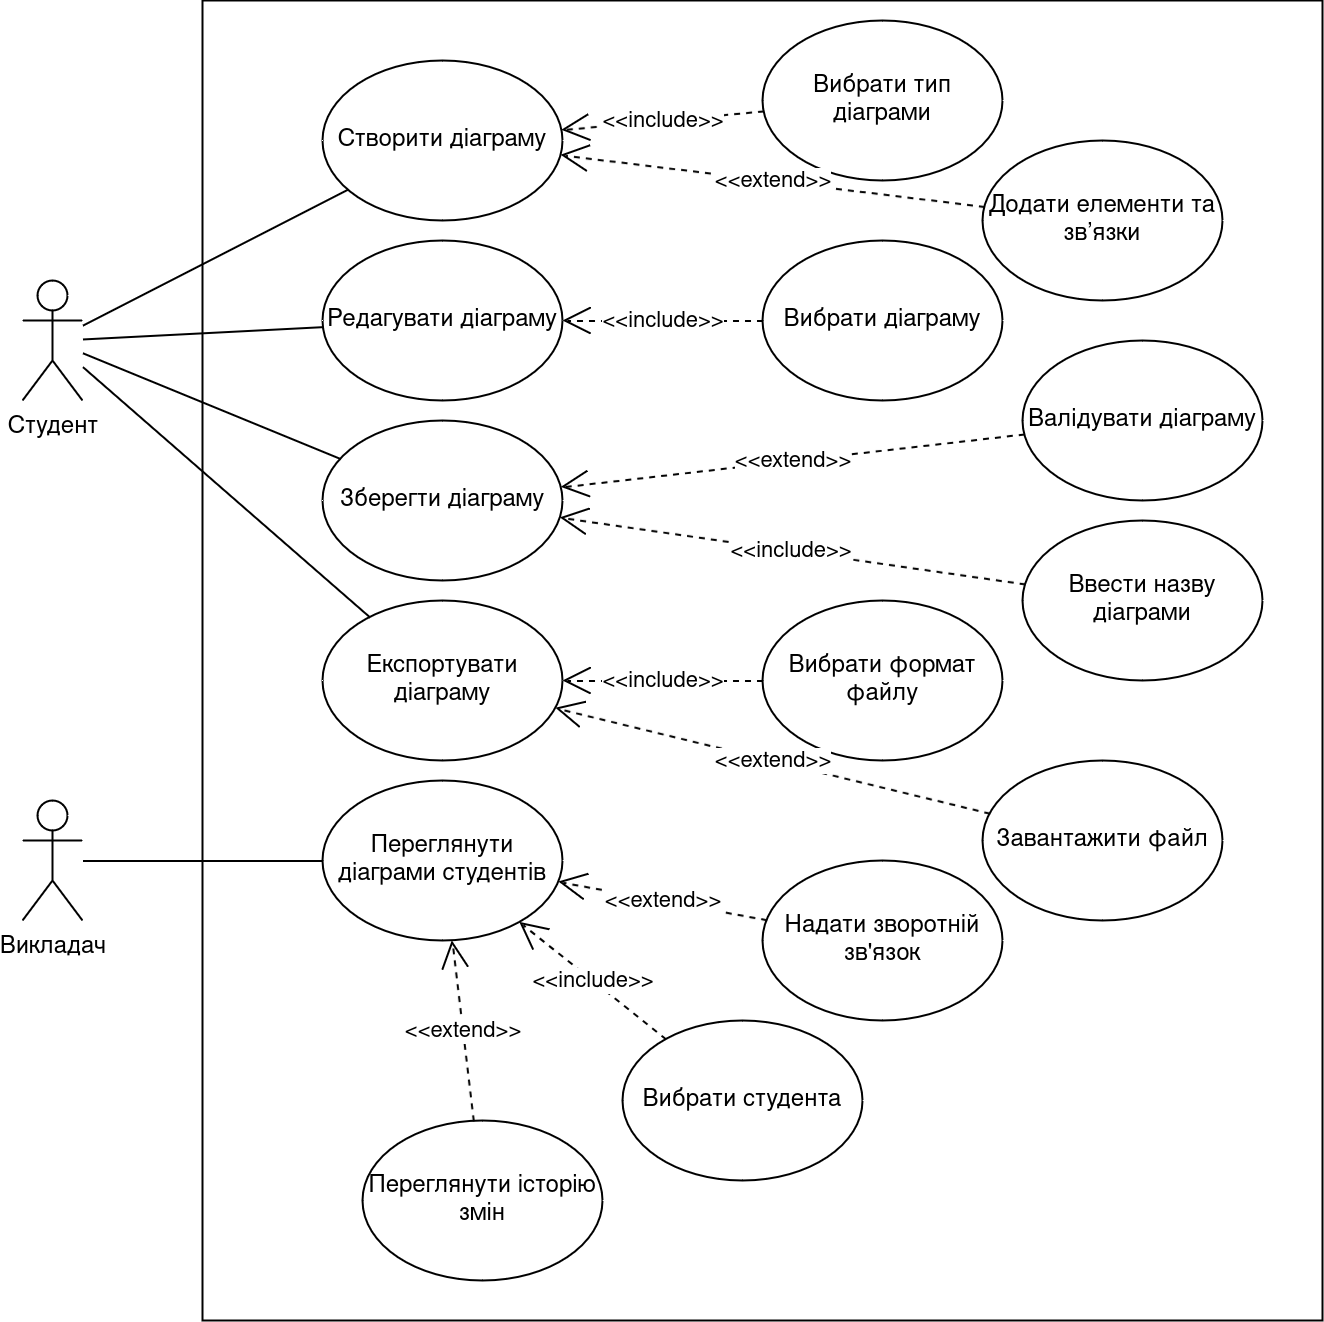 Створити діаграму
<<include>>
Вибрати тип
діаграми
<<extend>>
Додати елементи та
зв’язки
Студент
Редагувати діаграму
<<include>>
Вибрати діаграму
Зберегти діаграму
<<extend>>
Валідувати діаграму
<<include>>
Ввести назву
діаграми
Експортувати
діаграму
<<include>>
Вибрати формат
файлу
<<extend>>
Завантажити файл
Викладач
Переглянути
діаграми студентів
<<extend>>
Надати зворотній
зв'язок
<<include>>
Вибрати студента
<<extend>>
Переглянути історію
змін